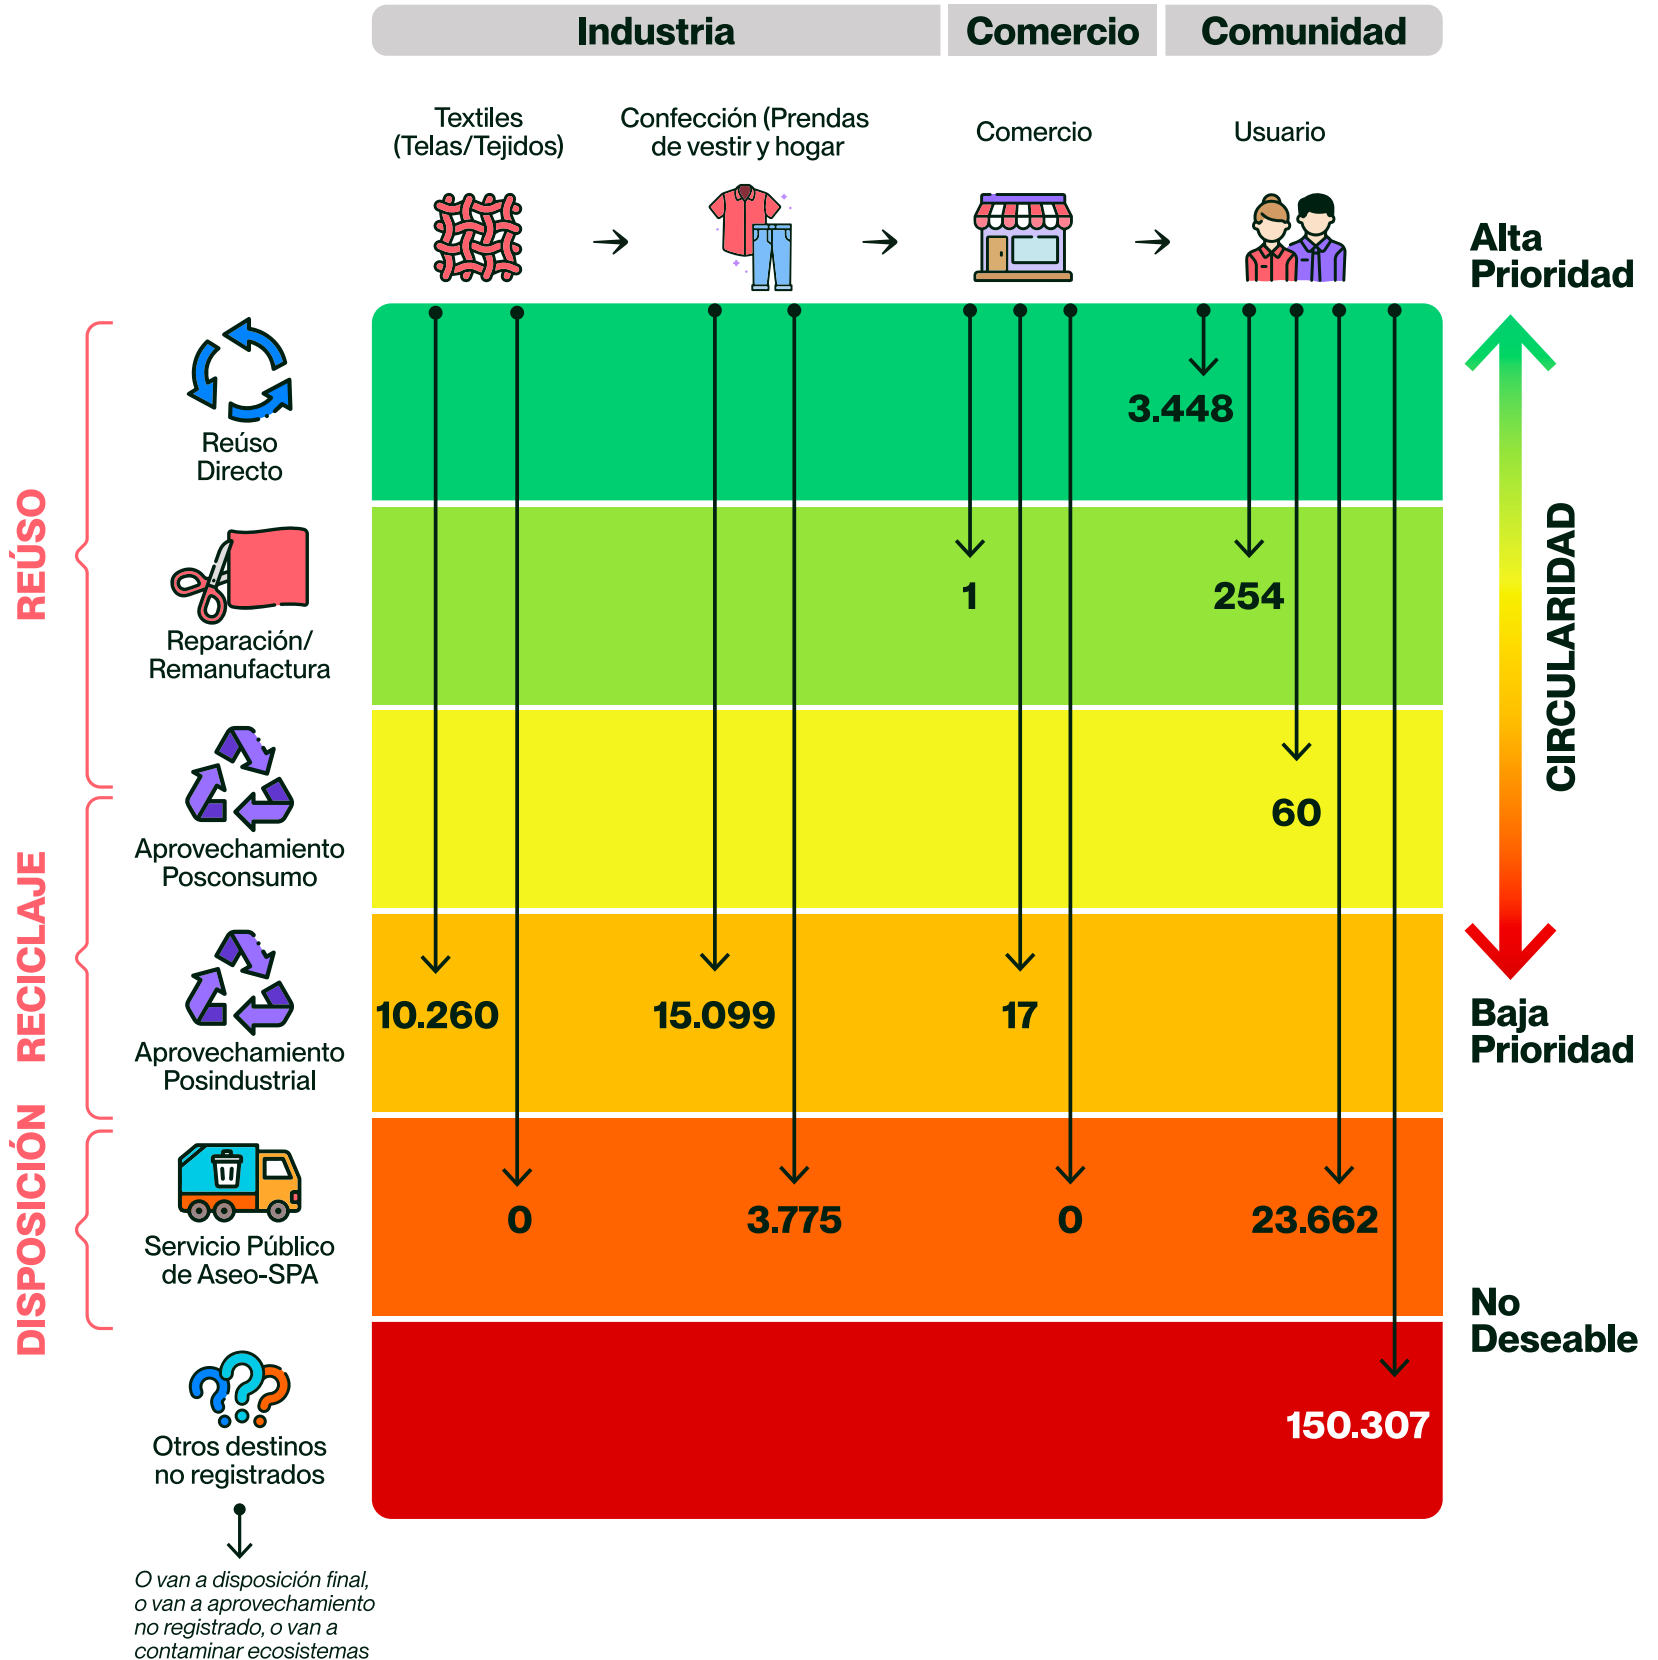 Industria
Comercio
Comunidad
Textiles
(Telas/Tejidos)
Confección (Prendas
de vestir y hogar
Comercio
Usuario
Alta
Prioridad
REÚSO
Reúso
Directo
3.448
Reparación/
Remanufactura
1
254
CIRCULARIDAD
RECICLAJE
Aprovechamiento
Posconsumo
60
Aprovechamiento
Posindustrial
10.260
15.099
17
Baja
Prioridad
DISPOSICIÓN
Servicio Público
de Aseo-SPA
0
3.775
0
23.662
No
Deseable
Otros destinos
no registrados
150.307
O van a disposición final,
o van a aprovechamiento
no registrado, o van a
contaminar ecosistemas